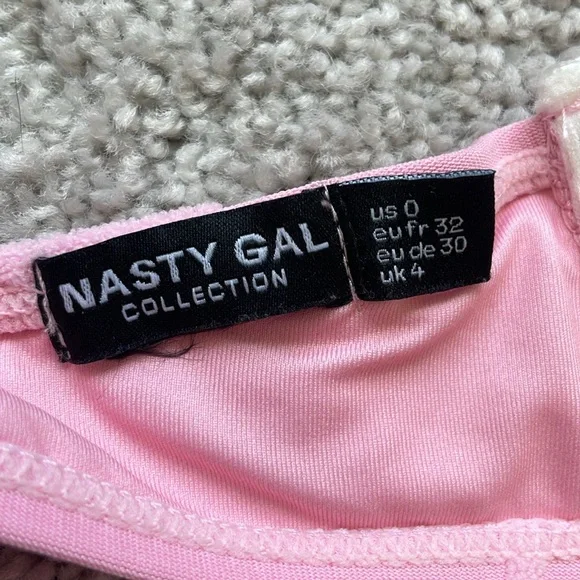 NASTY GAL
COLLECTION
us 0
eu fr 32
eu de 30
uk 4